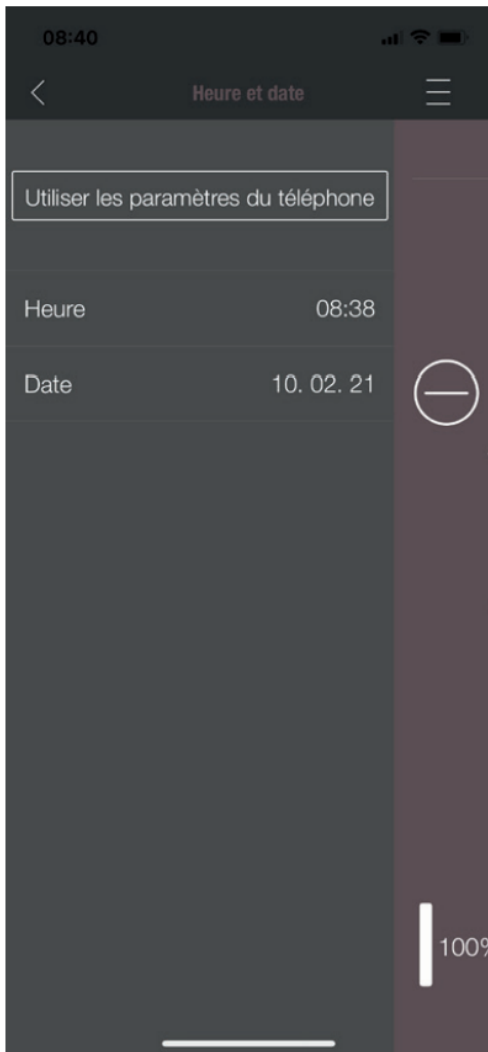 08:40
Heure et date
Utiliser les paramètres du téléphone
Heure 08:38
Date 10. 02. 21
100%